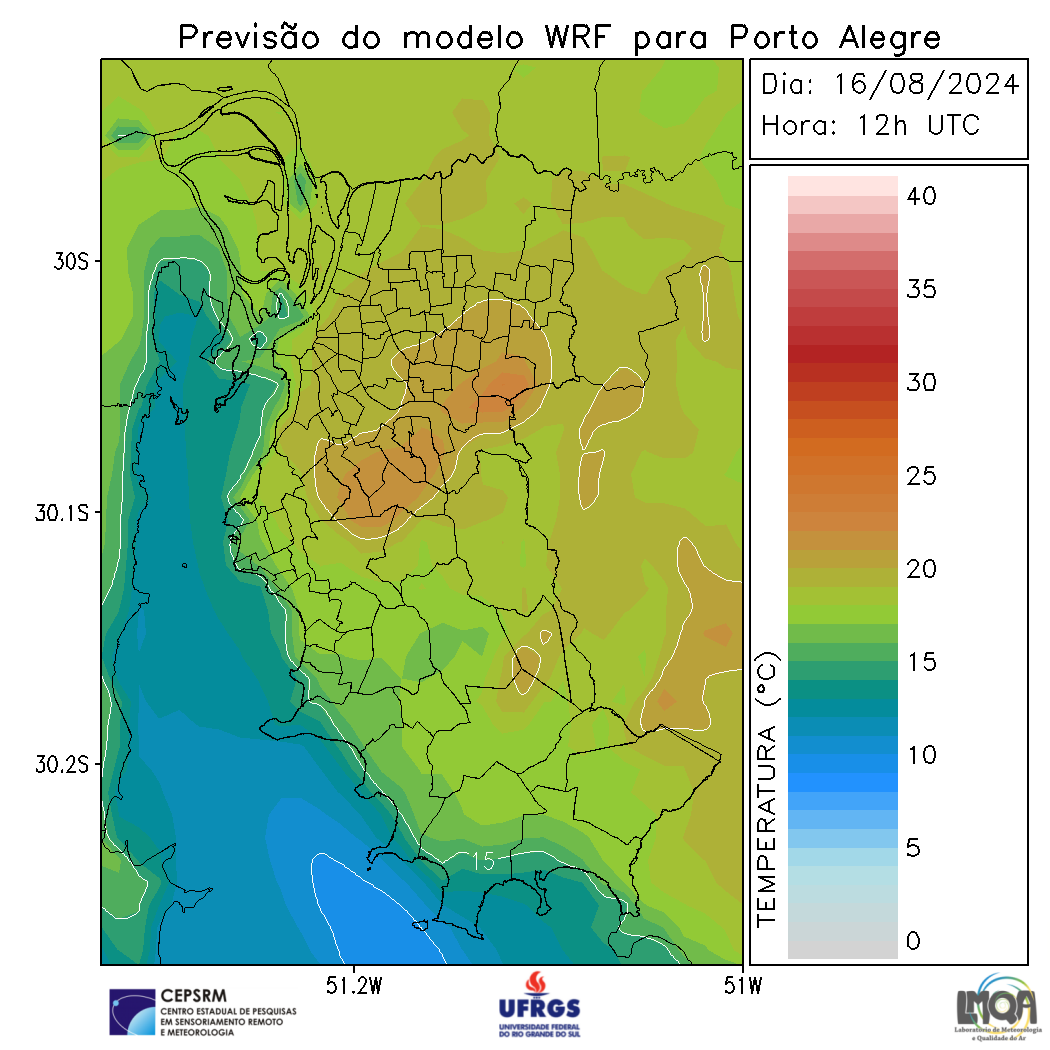 Previsão do modelo WRF para Porto Alegre
Dia: 16/08/2024
Hora: 12h UTC
40
35
30
25
20
15
10
5
0
TEMPERATURA (°C)
30S
30.1S
30.2S
15
51.2W
51W
CEPSRM
CENTRO ESTADUAL DE PESQUISAS
EM SENSORIAMENTO REMOTO
E METEOROLOGIA
UFRGS
UNIVERSIDADE FEDERAL
DO RIO GRANDE DO SUL
LMQA
Laboratório de Meteorologia
e Qualidade do Ar